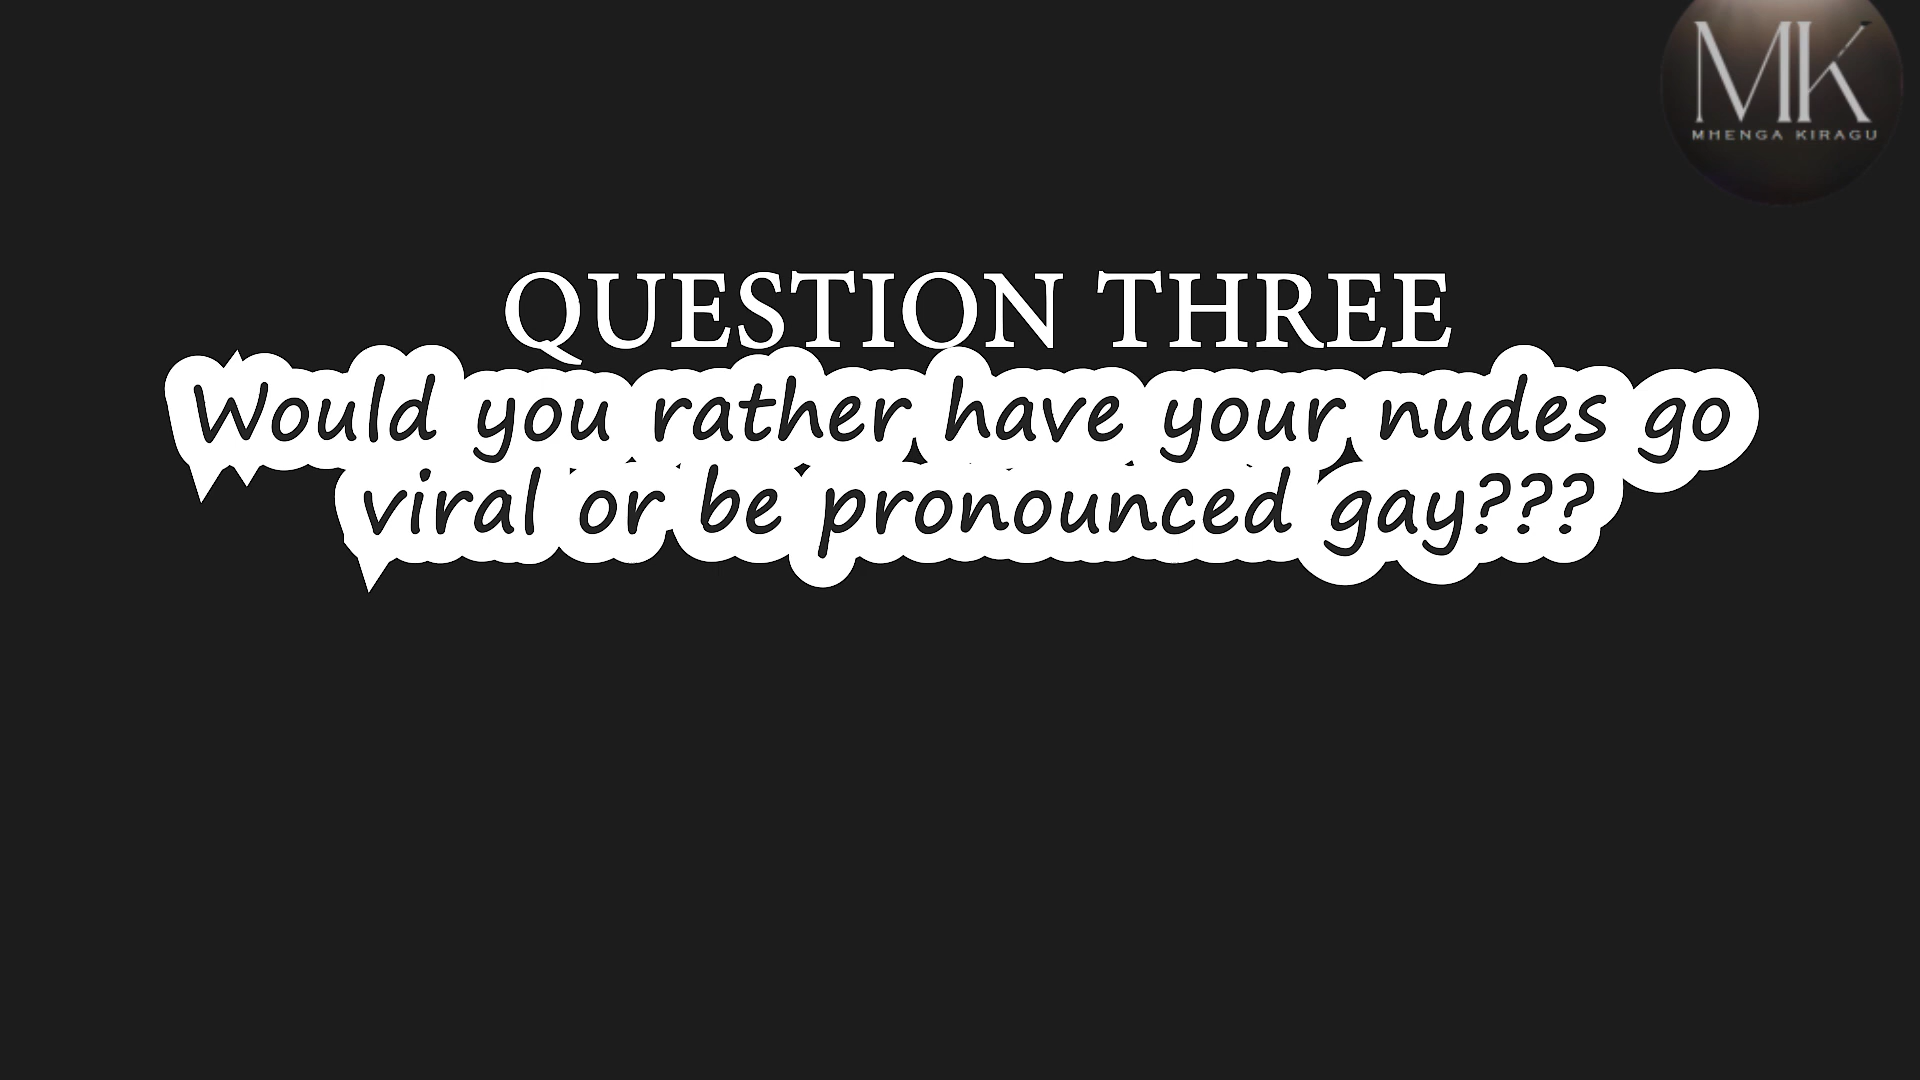 MK
MHENGA KIRAGU
QUESTION THREE
Would you rather have your nudes go
viral or be pronounced gay???